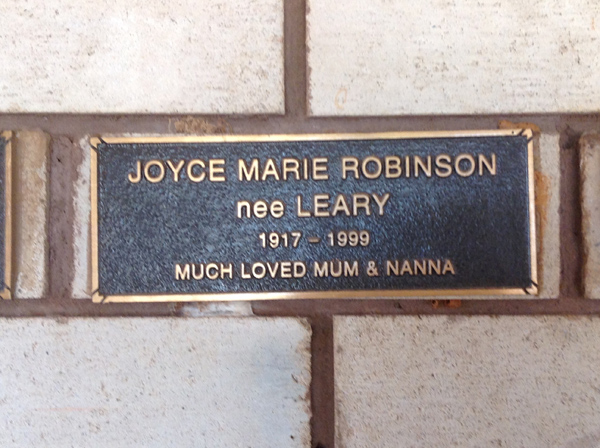 JOYCE MARIE ROBINSON
nee LEARY
1917 – 1999
MUCH LOVED MUM & NANNA